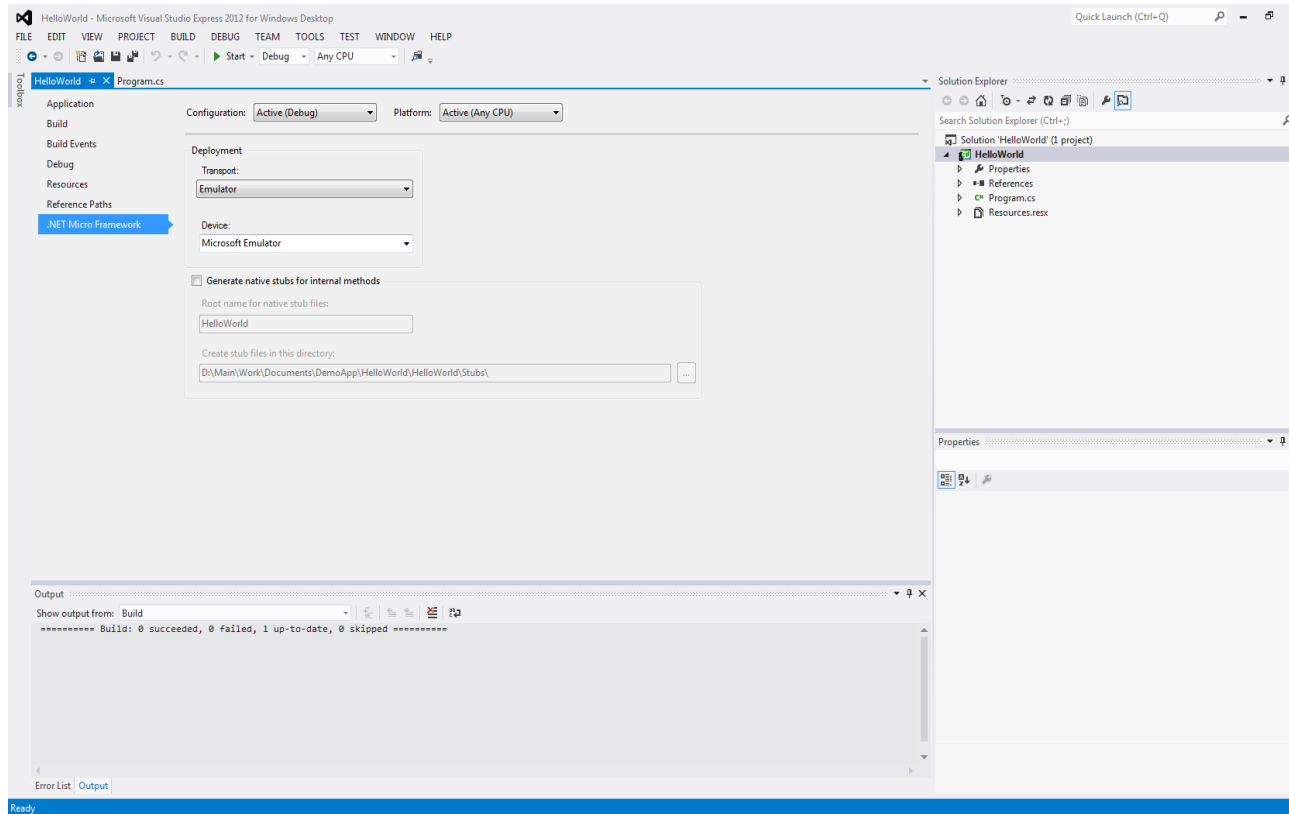 HelloWorld - Microsoft Visual Studio Express 2012 for Windows Desktop
Quick Launch (Ctrl+Q)
FILE EDIT VIEW PROJECT BUILD DEBUG TEAM TOOLS TEST WINDOW HELP
Start Debug Any CPU
Toolbox
HelloWorld Program.cs
Application
Build
Build Events
Debug
Resources
Reference Paths
.NET Micro Framework
Configuration: Active (Debug) Platform: Active (Any CPU)
Deployment
Transport:
Emulator
Device:
Microsoft Emulator
Generate native stubs for internal methods
Root name for native stub files:
HelloWorld
Create stub files in this directory:
D:\Main\Work\Documents\DemoApp\HelloWorld\HelloWorld\Stubs\
...
Solution Explorer
Search Solution Explorer (Ctrl+;)
Solution 'HelloWorld' (1 project)
HelloWorld
Properties
References
C# Program.cs
Resources.resx
Properties
Output
Show output from: Build
========== Build: 0 succeeded, 0 failed, 1 up-to-date, 0 skipped ==========
Error List Output
Ready